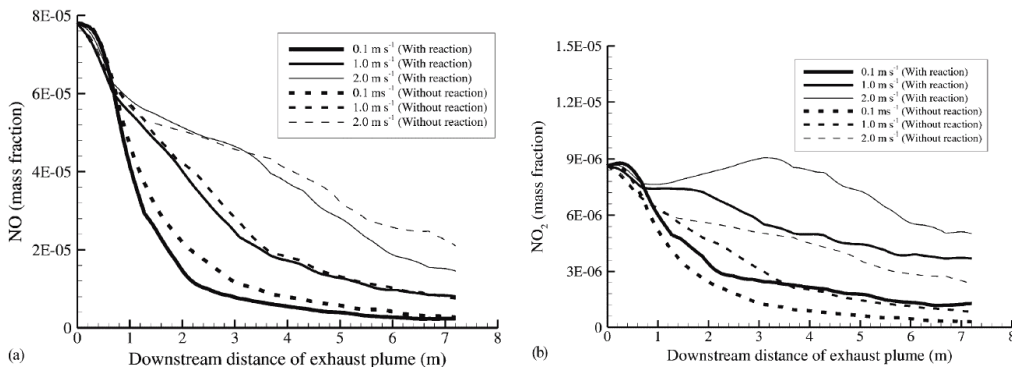 8E-05
6E-05
4E-05
2E-05
0
NO (mass fraction)
0.1 m s⁻¹ (With reaction)
1.0 m s⁻¹ (With reaction)
2.0 m s⁻¹ (With reaction)
0.1 ms⁻¹ (Without reaction)
1.0 m s⁻¹ (Without reaction)
2.0 m s⁻¹ (Without reaction)
0 1 2 3 4 5 6 7 8
(a) Downstream distance of exhaust plume (m)
1.5E-05
1.2E-05
9E-06
6E-06
3E-06
0
NO₂ (mass fraction)
0.1 m s⁻¹ (With reaction)
1.0 m s⁻¹ (With reaction)
2.0 m s⁻¹ (With reaction)
0.1 ms⁻¹ (Without reaction)
1.0 m s⁻¹ (Without reaction)
2.0 m s⁻¹ (Without reaction)
0 1 2 3 4 5 6 7 8
(b) Downstream distance of exhaust plume (m)